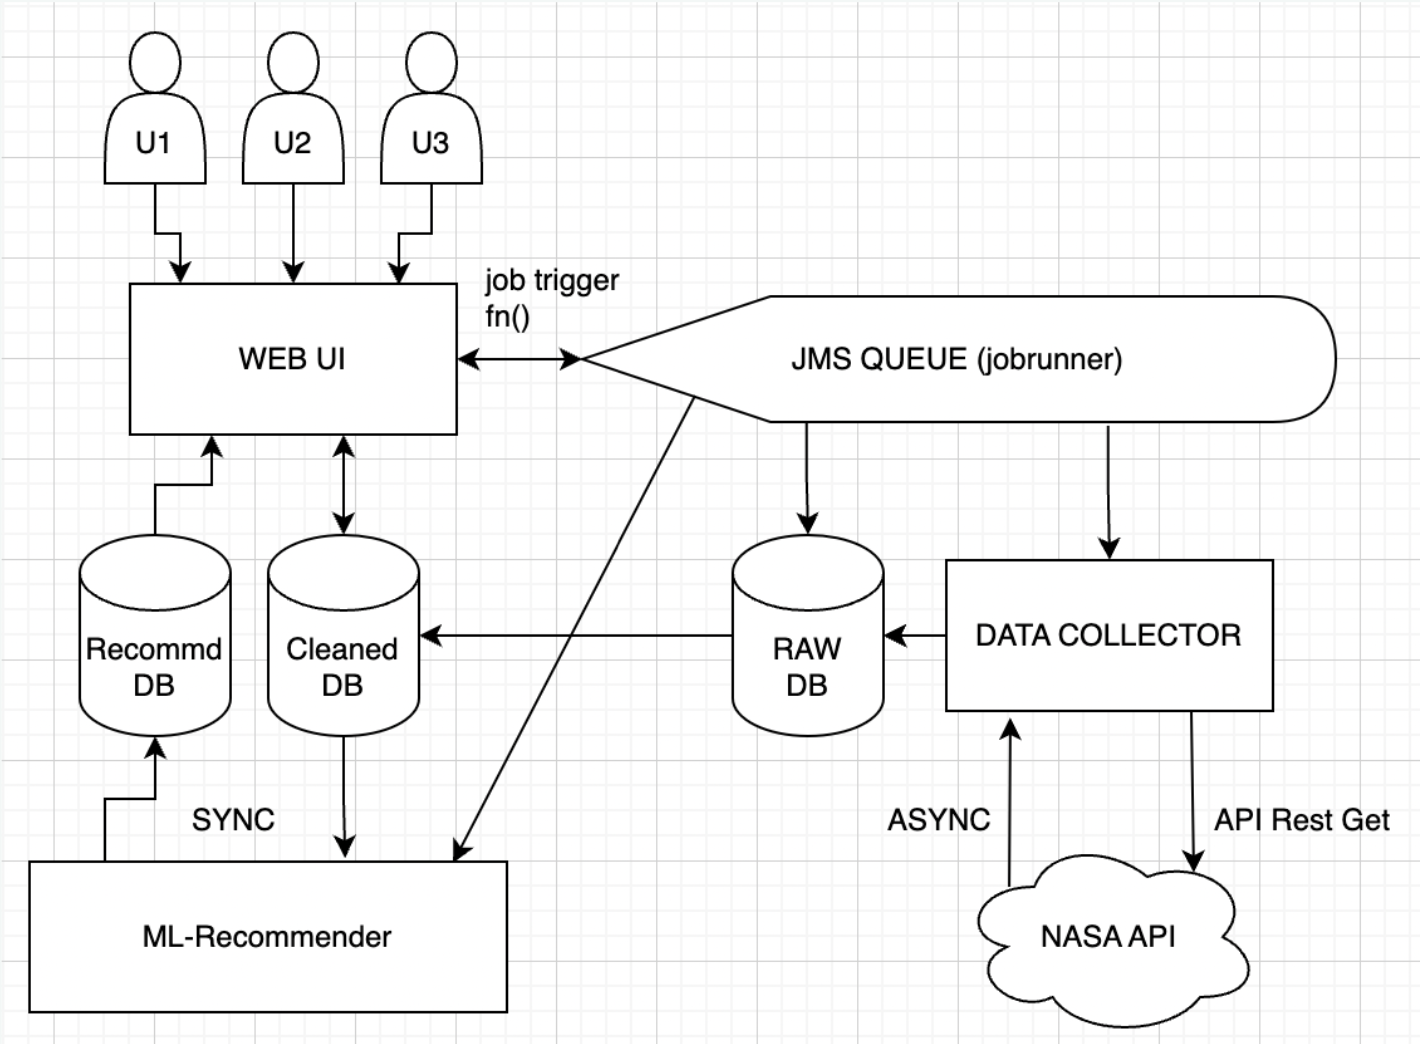 U1
U2
U3
job trigger
fn()
WEB UI
JMS QUEUE (jobrunner)
Recommd
DB
Cleaned
DB
RAW
DB
DATA COLLECTOR
SYNC
ASYNC
API Rest Get
ML-Recommender
NASA API